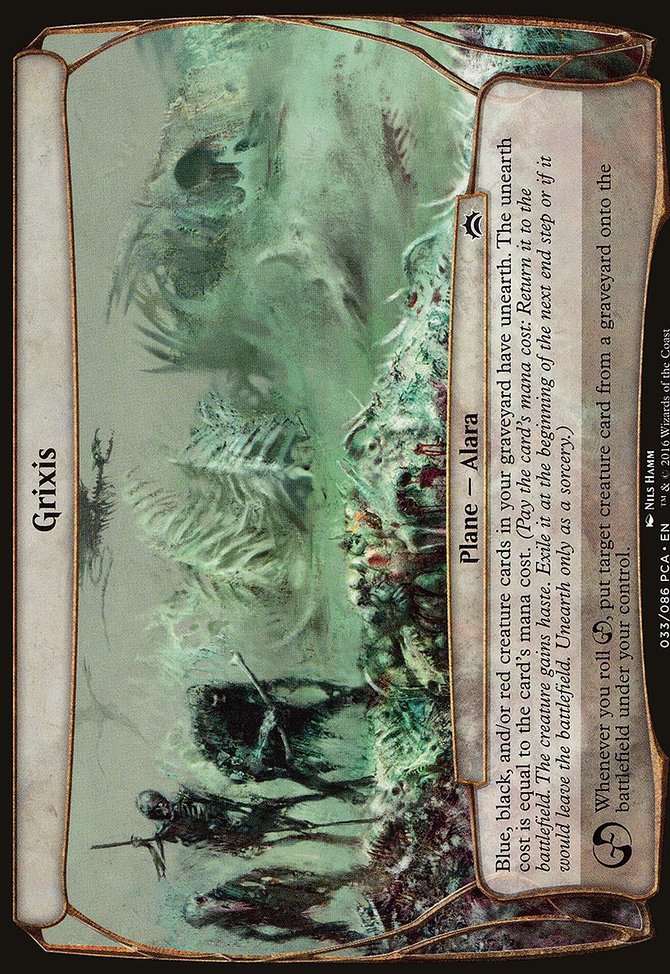 Grixis
Plane — Alara
Blue, black, and/or red creature cards in your graveyard have unearth. The unearth
cost is equal to the card's mana cost. (Pay the card's mana cost: Return it to the
battlefield. The creature gains haste. Exile it at the beginning of the next end step or if it
would leave the battlefield. Unearth only as a sorcery.)
Whenever you roll , put target creature card from a graveyard onto the
battlefield under your control.
NILS HAMM
033/086 PCA • EN ™ & © 2016 Wizards of the Coast